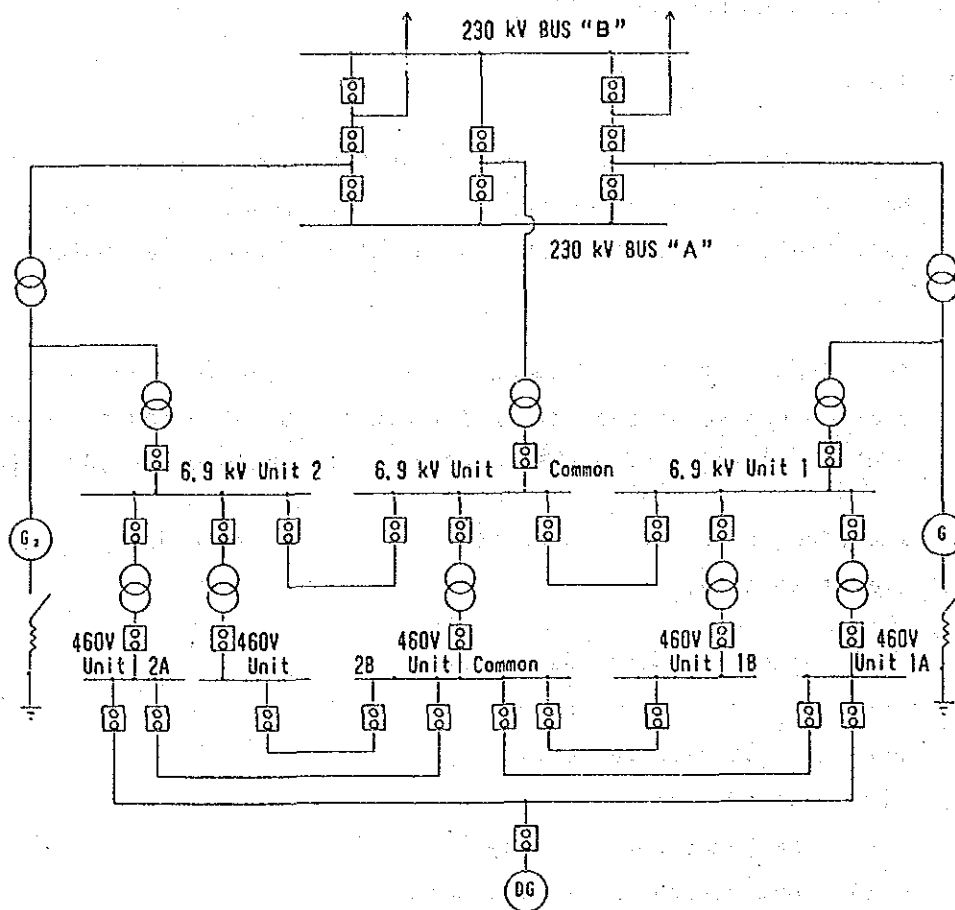 230 kV BUS "B"
230 kV BUS "A"
6.9 kV Unit 2
6.9 kV Unit Common
6.9 kV Unit 1
G₂
G
460V
Unit 2A
460V
Unit 2B
460V
Unit Common
460V
Unit 1B
460V
Unit 1A
DG